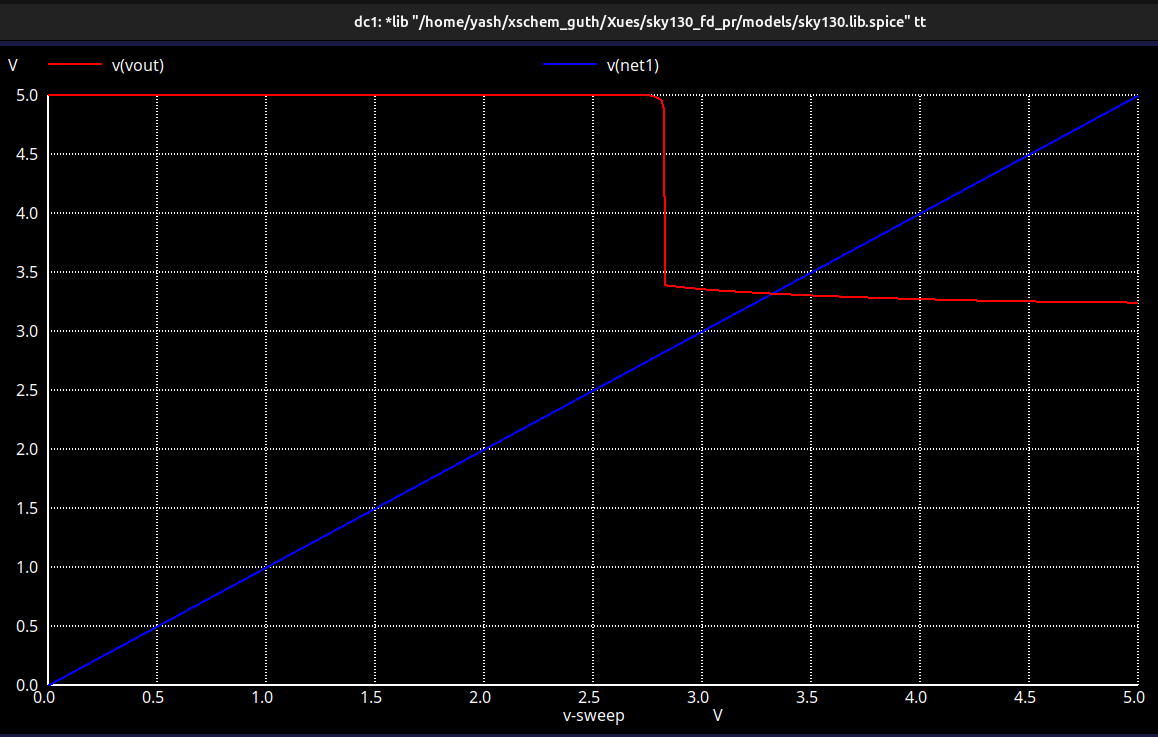 dc1: *lib "/home/yash/xschem_guth/Xues/sky130_fd_pr/models/sky130.lib.spice" tt
V v(vout) v(net1)
5.0
4.5
4.0
3.5
3.0
2.5
2.0
1.5
1.0
0.5
0.0
0.0 0.5 1.0 1.5 2.0 2.5 3.0 3.5 4.0 4.5 5.0
v-sweep V